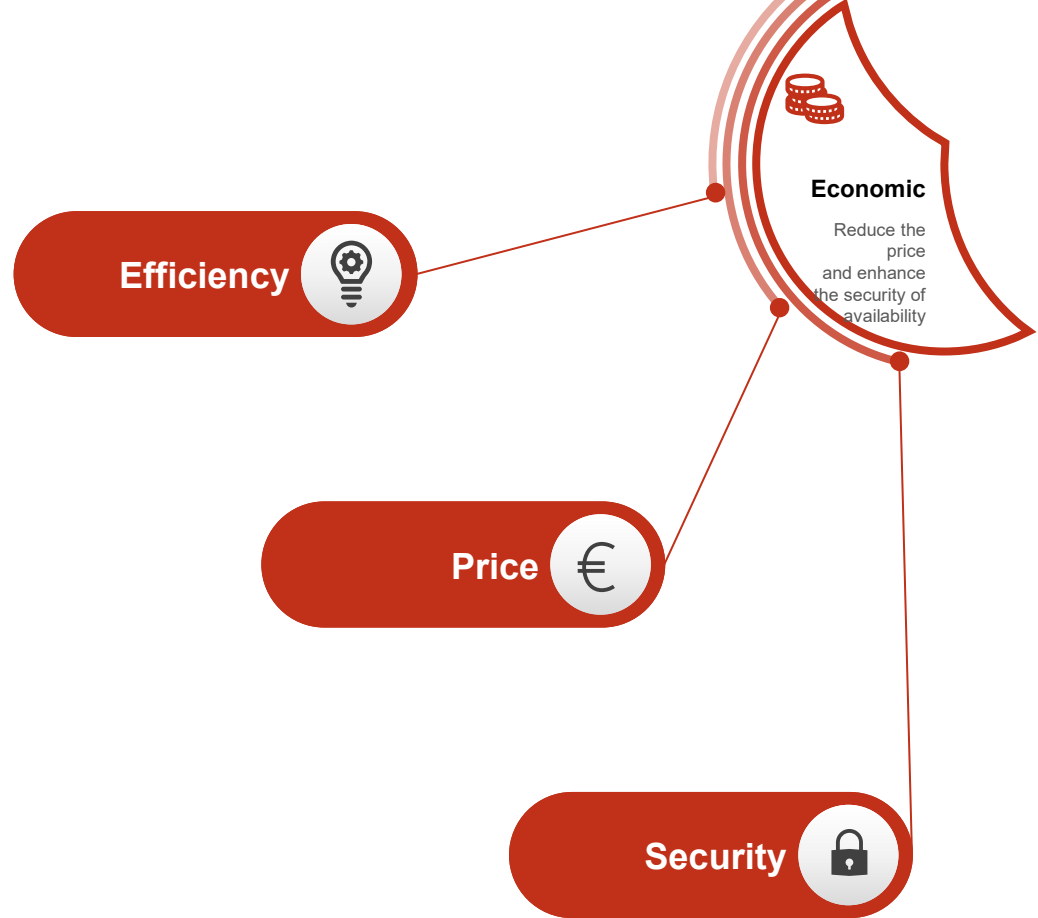 Economic
Reduce the
price
and enhance
the security of
availability
Efficiency
Price
€
Security